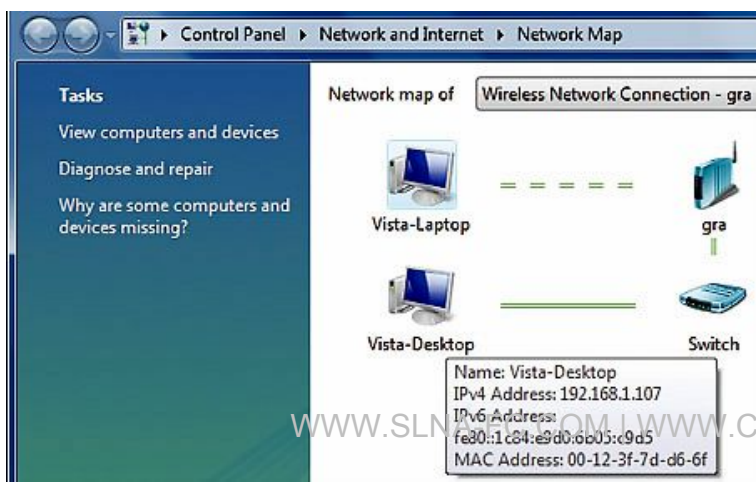 Control Panel ▸ Network and Internet ▸ Network Map
Tasks
View computers and devices
Diagnose and repair
Why are some computers and
devices missing?
Network map of
Wireless Network Connection - gra
Vista-Laptop
gra
Vista-Desktop
Switch
Name: Vista-Desktop
IPv4 Address: 192.168.1.107
IPv6 Address:
fe80::1c84:e9d0:6b05:c9d5
MAC Address: 00-12-3f-7d-d6-6f